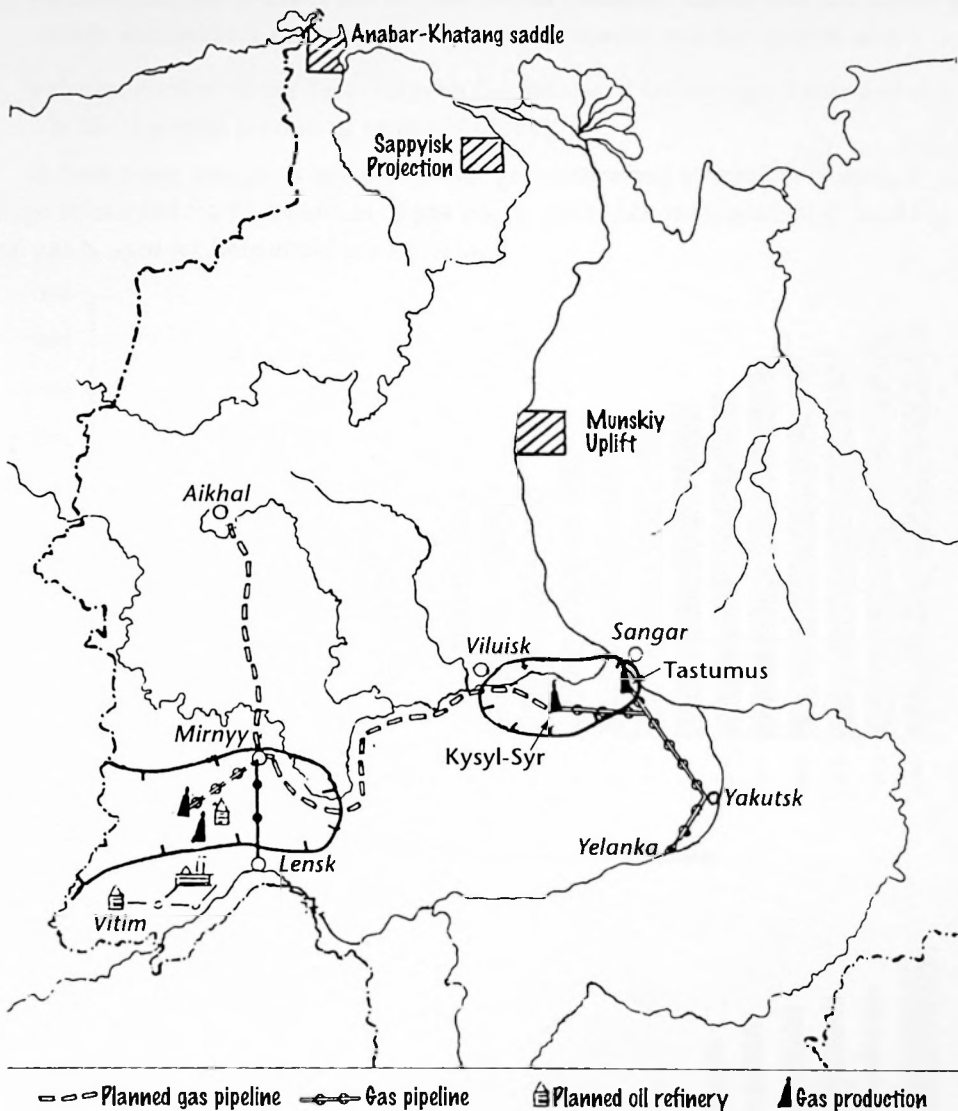 Anabar-Khatang saddle
Sappyisk
Projection
Munskiy
Uplift
Aikhal
Viluisk
Sangar
Tastumus
Mirnyy
Kysyl-Syr
Yakutsk
Yelanka
Lensk
Vitim
Planned gas pipeline
Gas pipeline
Planned oil refinery
Gas production